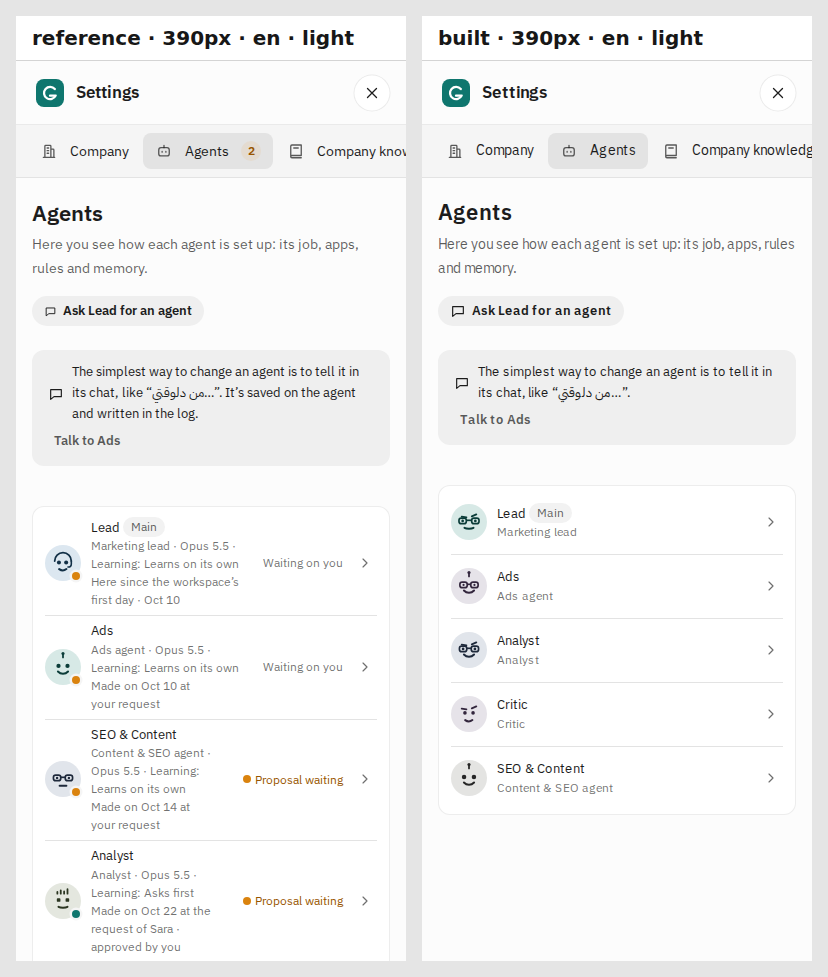 reference · 390px · en · light
Settings
Company
Agents 2
Company know
Agents
Here you see how each agent is set up: its job, apps,
rules and memory.
Ask Lead for an agent
The simplest way to change an agent is to tell it in
its chat, like “من دلوقتي…”. It’s saved on the agent
and written in the log.
Talk to Ads
Lead Main
Marketing lead · Opus 5.5 ·
Learning: Learns on its own
Here since the workspace’s
first day · Oct 10
Waiting on you
Ads
Ads agent · Opus 5.5 ·
Learning: Learns on its own
Made on Oct 10 at
your request
Waiting on you
SEO & Content
Content & SEO agent ·
Opus 5.5 · Learning:
Learns on its own
Made on Oct 14 at
your request
Proposal waiting
Analyst
Analyst · Opus 5.5 ·
Learning: Asks first
Made on Oct 22 at the
request of Sara ·
approved by you
Proposal waiting
built · 390px · en · light
Settings
Company
Agents
Company knowledg
Agents
Here you see how each agent is set up: its job, apps, rules
and memory.
Ask Lead for an agent
The simplest way to change an agent is to tell it in
its chat, like “من دلوقتي…”.
Talk to Ads
Lead Main
Marketing lead
Ads
Ads agent
Analyst
Analyst
Critic
Critic
SEO & Content
Content & SEO agent